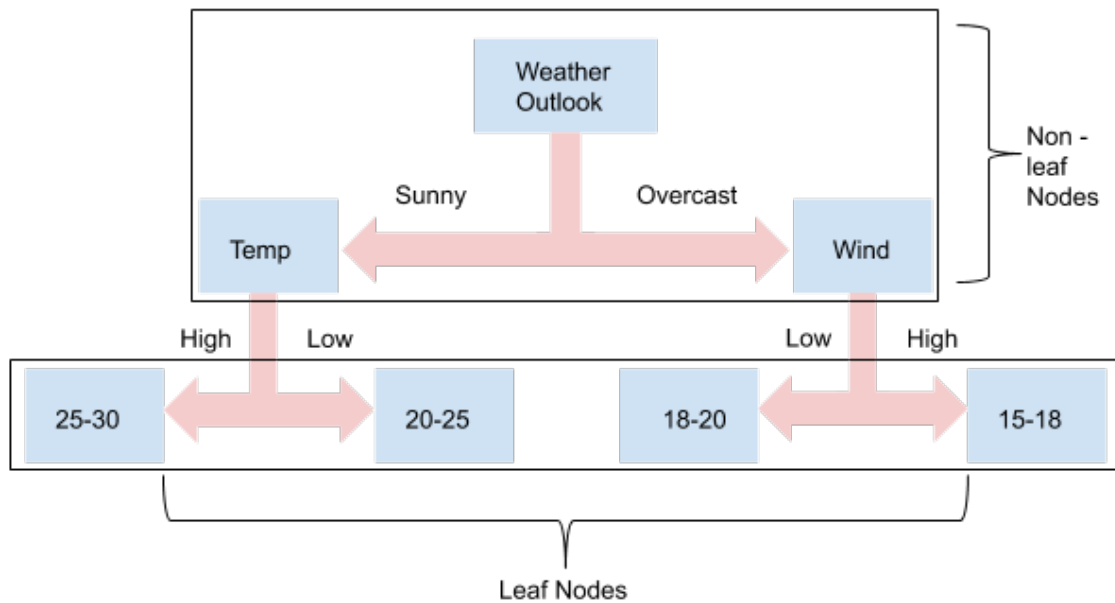 Weather
Outlook
Non -
leaf
Nodes
Sunny
Overcast
Temp
Wind
High
Low
Low
High
25-30
20-25
18-20
15-18
Leaf Nodes